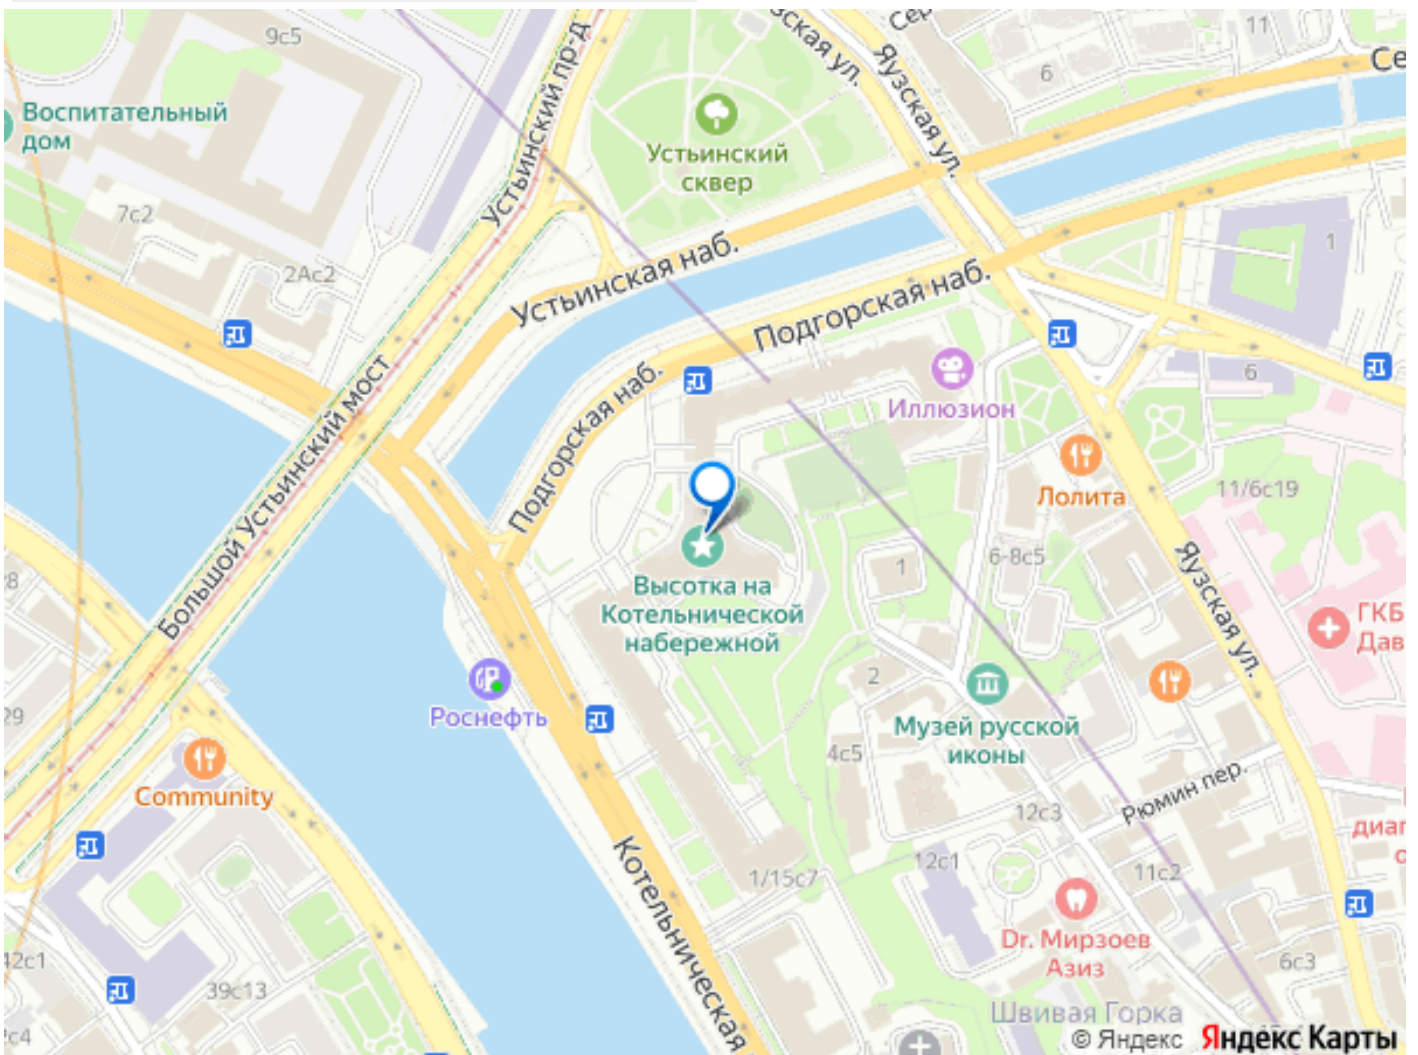 9с5
Воспитательный
дом
7с2
2Ас2
Устьинский пр-д
Устьинский
сквер
Яузская ул.
11
6
Устьинская наб.
Подгорская наб.
1
6
Большой Устьинский мост
Подгорская наб.
Иллюзион
Лолита
11/6с19
6-8с5
1
Высотка на
Котельнической
набережной
Яузская ул.
ГКБ
2
Роснефть
Музей русской
иконы
4с5
29
Community
Рюмин пер.
12с3
Котельническая
1/15с7
12с1
11с2
Dr. Мирзоев
Азиз
6с3
39с13
Швивая Горка
© Яндекс Яндекс Карты